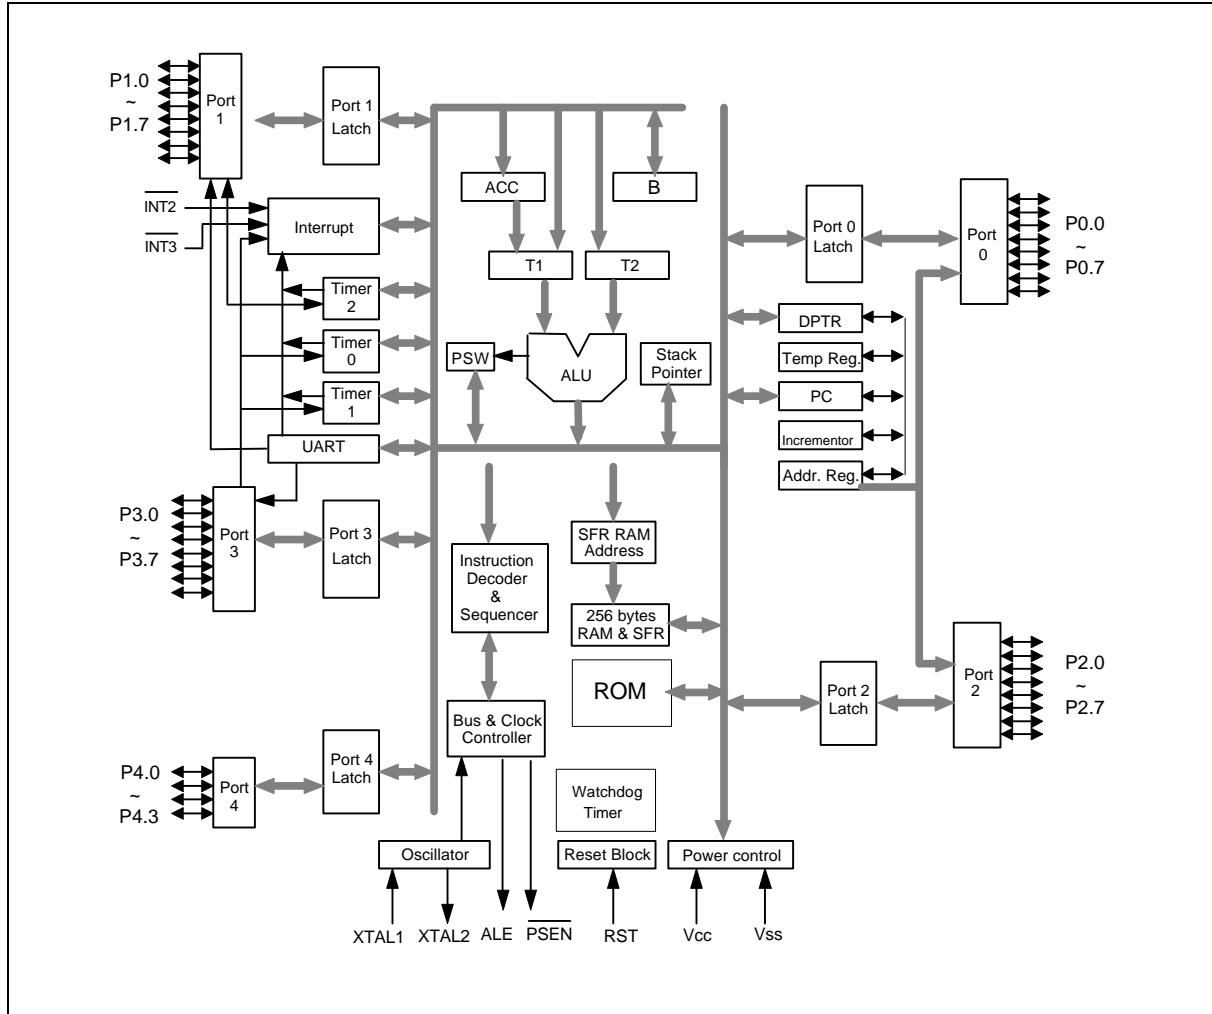 P1.0
~
P1.7
Port
1
Port 1
Latch
INT2
INT3
Interrupt
Timer
2
Timer
0
Timer
1
UART
P3.0
~
P3.7
Port
3
Port 3
Latch
P4.0
~
P4.3
Port
4
Port 4
Latch
ACC
B
T1
T2
PSW
ALU
Stack
Pointer
Instruction
Decoder
&
Sequencer
SFR RAM
Address
256 bytes
RAM & SFR
ROM
Bus & Clock
Controller
Watchdog
Timer
Oscillator
Reset Block
Power control
XTAL1
XTAL2
ALE
PSEN
RST
Vcc
Vss
Port 0
Latch
Port
0
P0.0
~
P0.7
DPTR
Temp Reg.
PC
Incrementor
Addr. Reg.
Port 2
Latch
Port
2
P2.0
~
P2.7